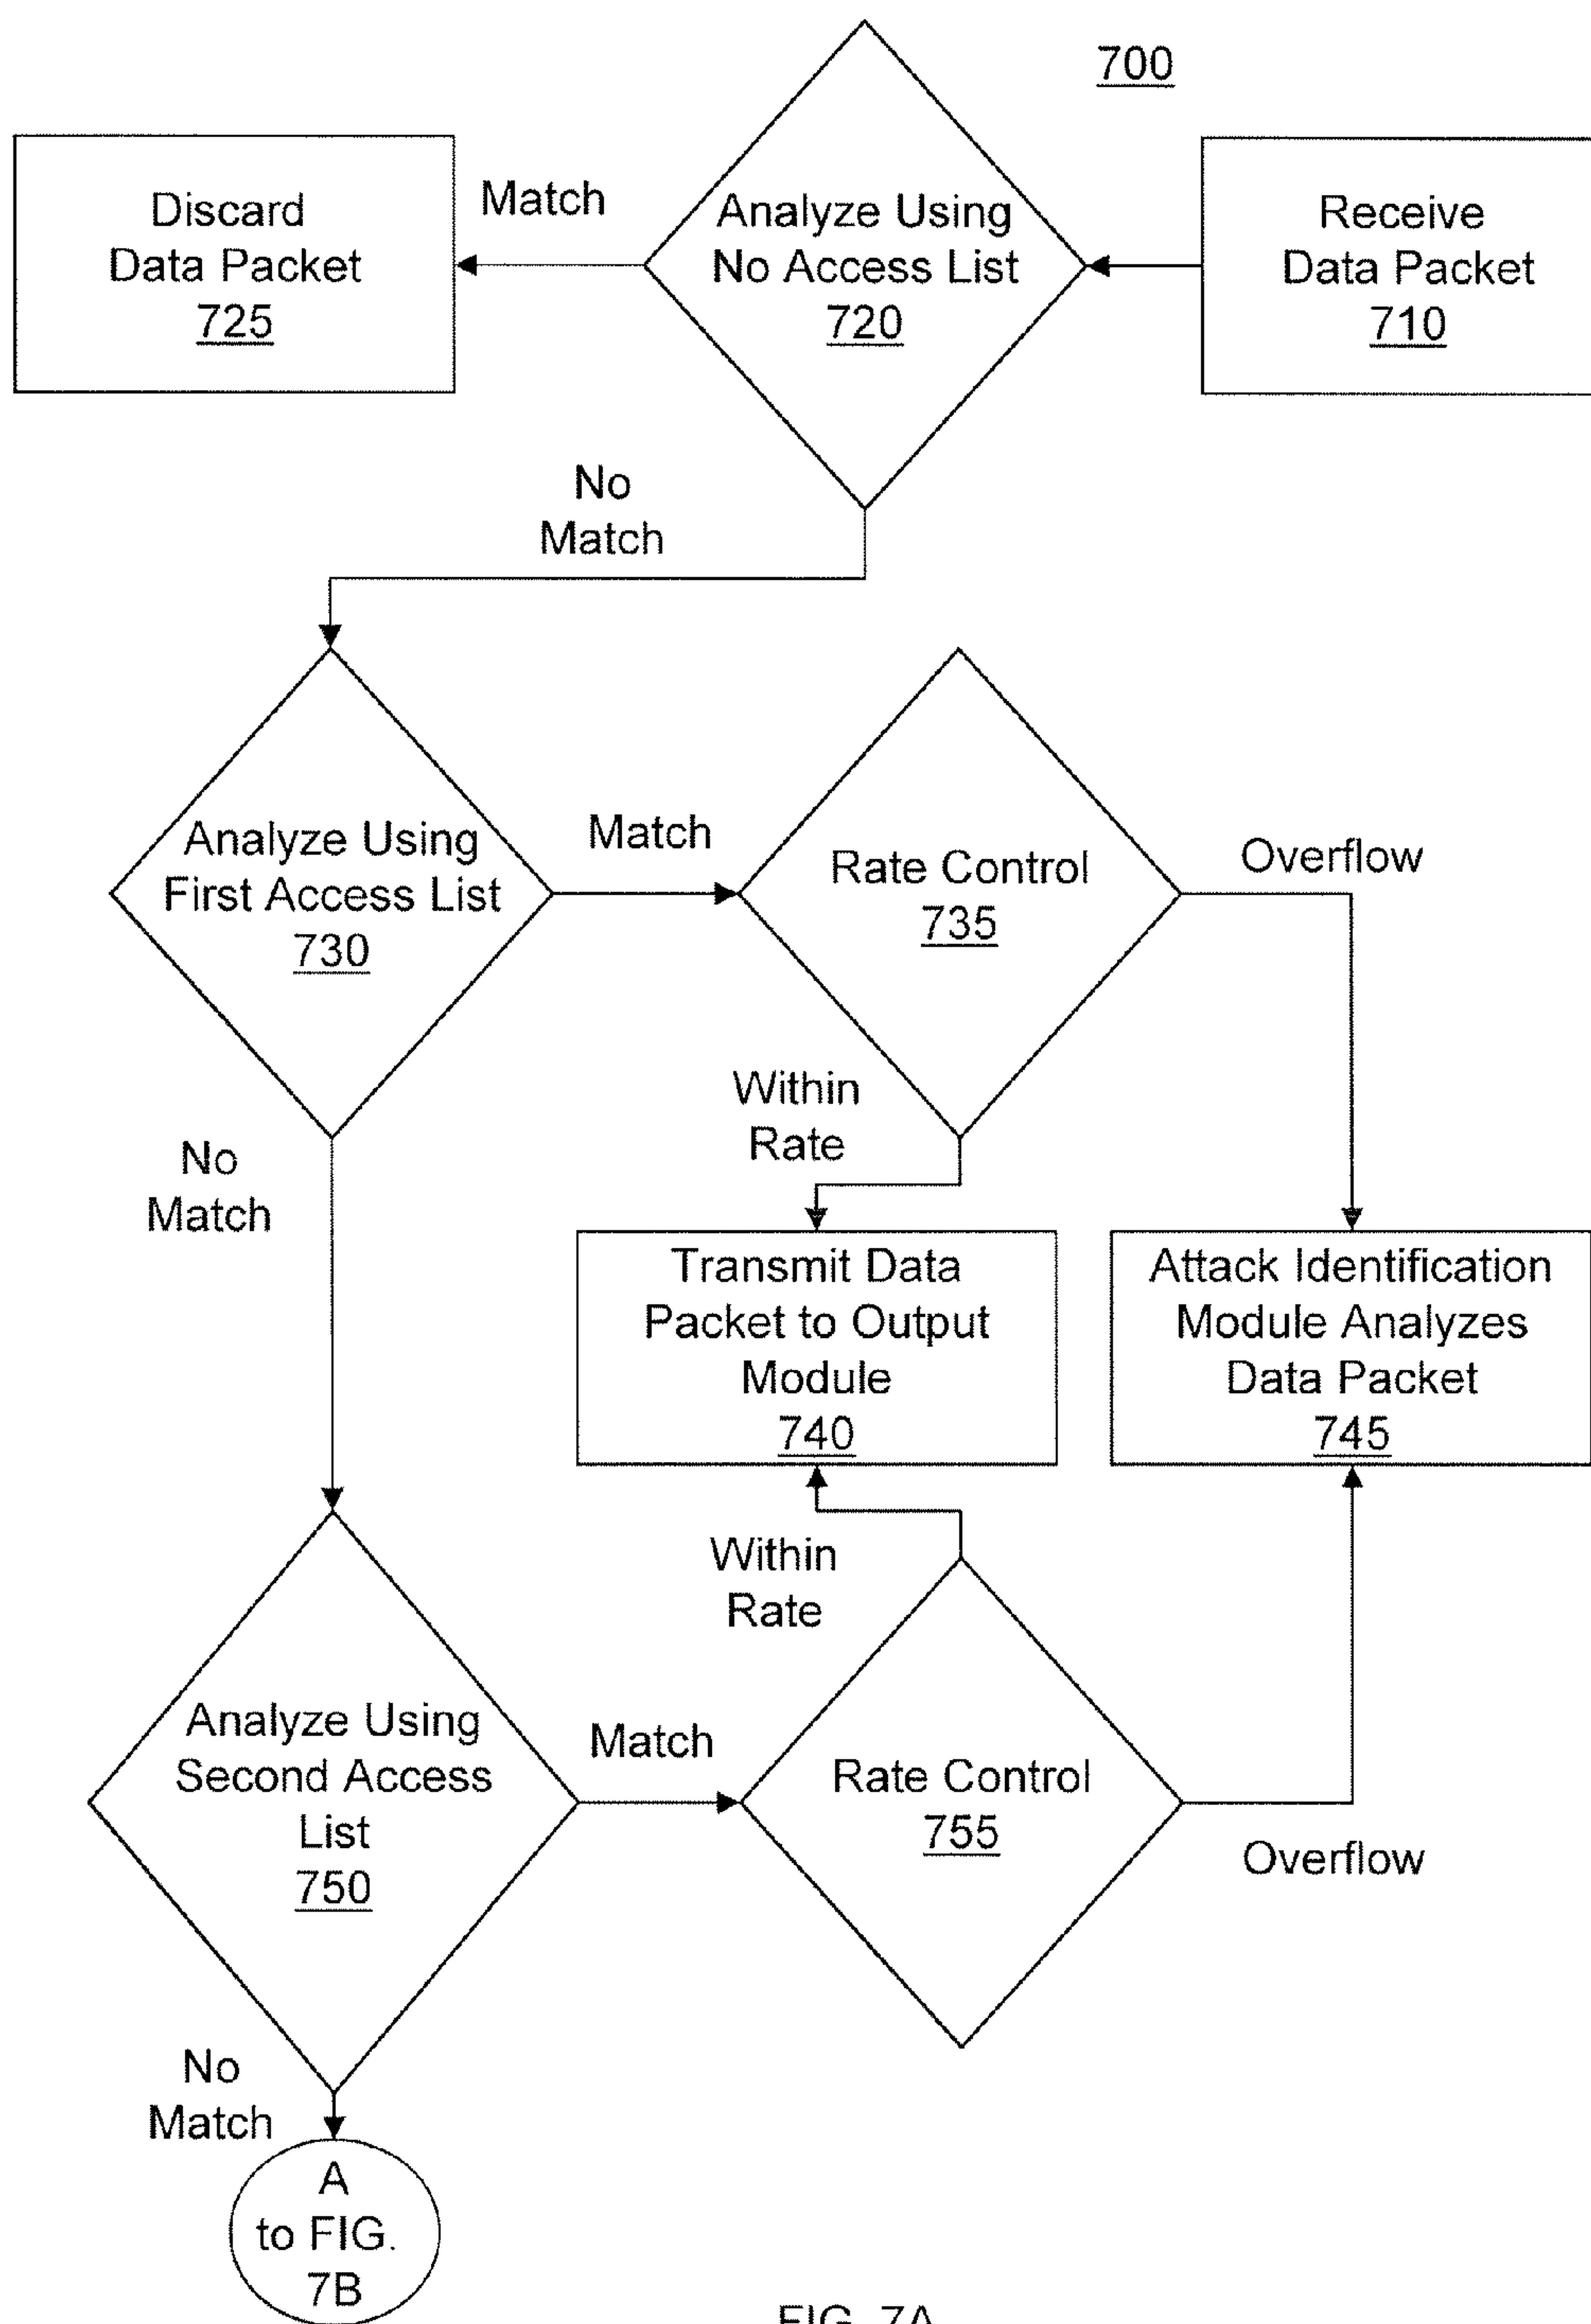 700
Discard
Data Packet
725
Match
Analyze Using
No Access List
720
Receive
Data Packet
710
No
Match
Analyze Using
First Access List
730
Match
Rate Control
735
Overflow
Within
Rate
No
Match
Transmit Data
Packet to Output
Module
740
Attack Identification
Module Analyzes
Data Packet
745
Within
Rate
Analyze Using
Second Access
List
750
Match
Rate Control
755
Overflow
No
Match
A
to FIG.
7B
FIG. 7A